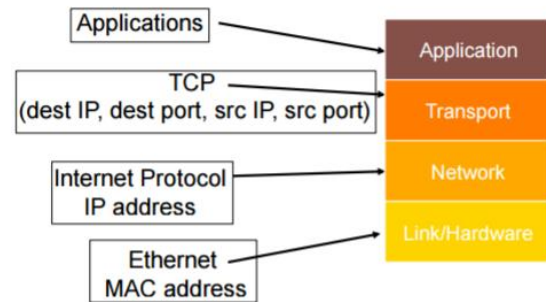 Applications
Application
TCP
(dest IP, dest port, src IP, src port)
Transport
Internet Protocol
IP address
Network
Ethernet
MAC address
Link/Hardware